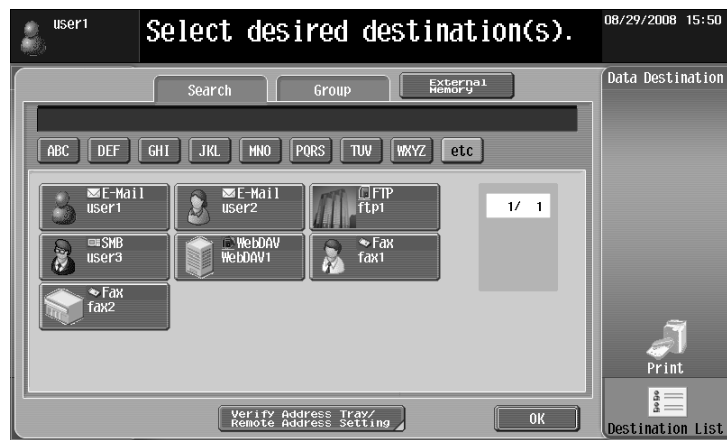 user1
Select desired destination(s).
08/29/2008 15:50
Search
Group
External
Memory
Data Destination
ABC
DEF
GHI
JKL
MNO
PQRS
TUV
WXYZ
etc
E-Mail
user1
E-Mail
user2
FTP
ftp1
1/ 1
SMB
user3
WebDAV
WebDAV1
Fax
fax1
Fax
fax2
Print
Verify Address Tray/
Remote Address Setting
OK
Destination List